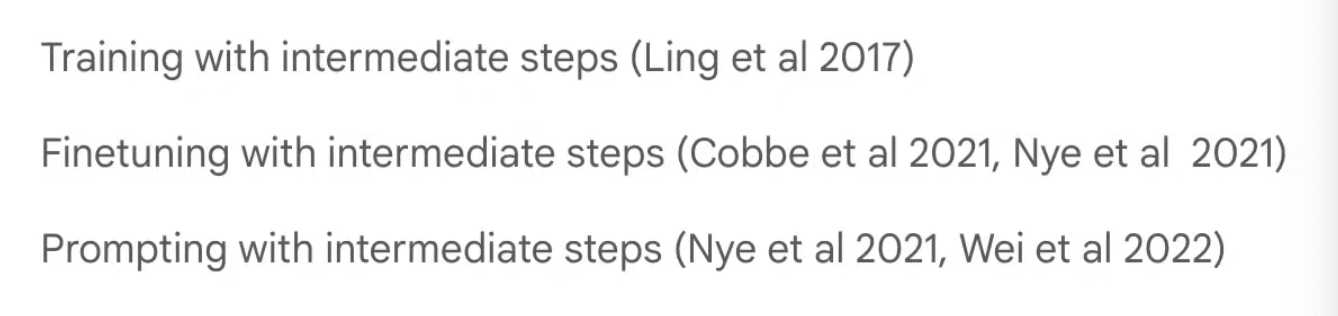 Training with intermediate steps (Ling et al 2017)
Finetuning with intermediate steps (Cobbe et al 2021, Nye et al  2021)
Prompting with intermediate steps (Nye et al 2021, Wei et al 2022)